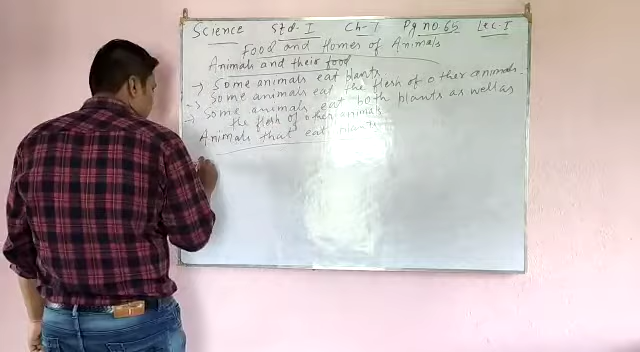 Science Std-I Ch-7 Pg no.65 Lec-I
Food and Homes of Animals
Animals and their food
→ Some animals eat plants
→ Some animals eat the flesh of other animals.
→ Some animals eat both plants as well as
the flesh of other animals
Animals that eat plants